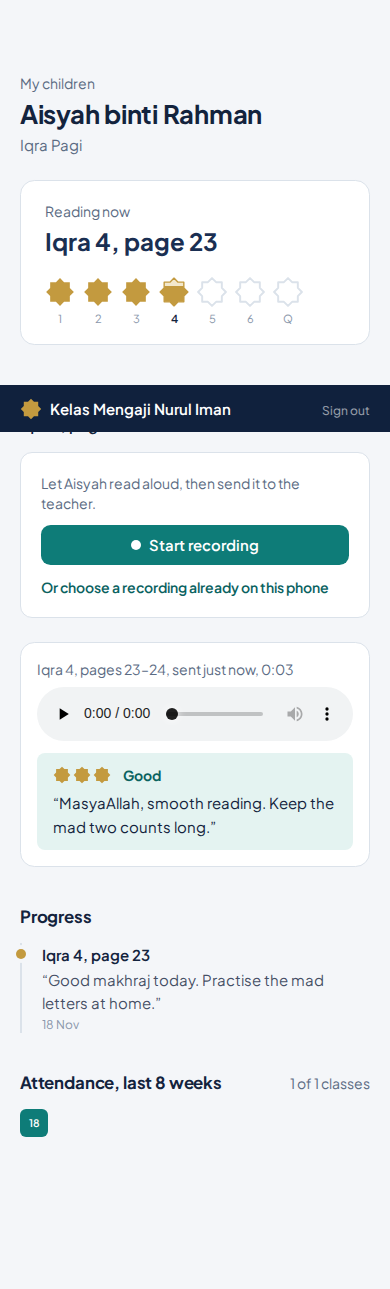 My children
Aisyah binti Rahman
Iqra Pagi
Reading now
Iqra 4, page 23
1 2 3 4 5 6 Q
Kelas Mengaji Nurul Iman Sign out
Let Aisyah read aloud, then send it to the
teacher.
Start recording
Or choose a recording already on this phone
Iqra 4, pages 23–24, sent just now, 0:03
0:00 / 0:00
Good
“MasyaAllah, smooth reading. Keep the
mad two counts long.”
Progress
Iqra 4, page 23
“Good makhraj today. Practise the mad
letters at home.”
18 Nov
Attendance, last 8 weeks 1 of 1 classes
18